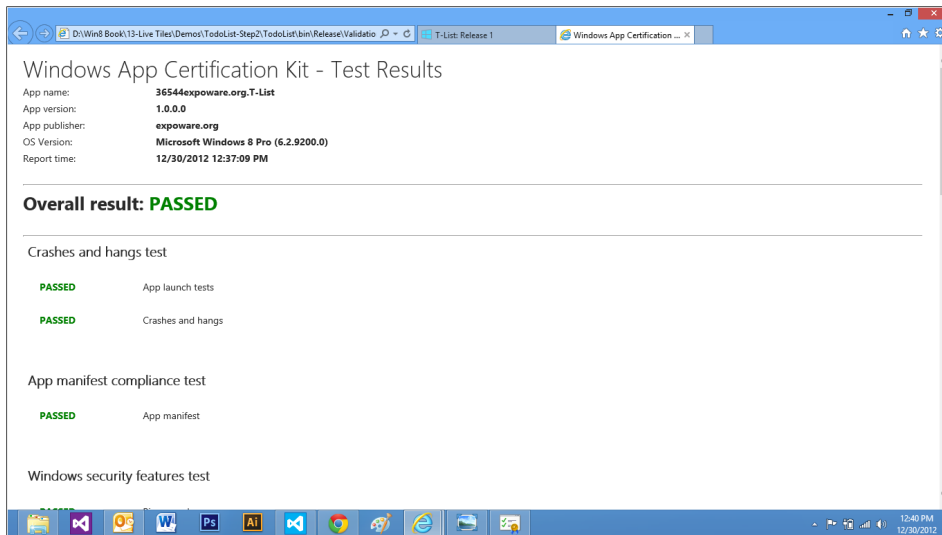 D:\Win8 Book\13-Live Tiles\Demos\TodoList-Step2\TodoList\bin\Release\Validatio
T-List: Release 1
Windows App Certification ...
Windows App Certification Kit - Test Results
App name: 36544expoware.org.T-List
App version: 1.0.0.0
App publisher: expoware.org
OS Version: Microsoft Windows 8 Pro (6.2.9200.0)
Report time: 12/30/2012 12:37:09 PM
Overall result: PASSED
Crashes and hangs test
PASSED App launch tests
PASSED Crashes and hangs
App manifest compliance test
PASSED App manifest
Windows security features test
Ps
Ai
12:40 PM
12/30/2012